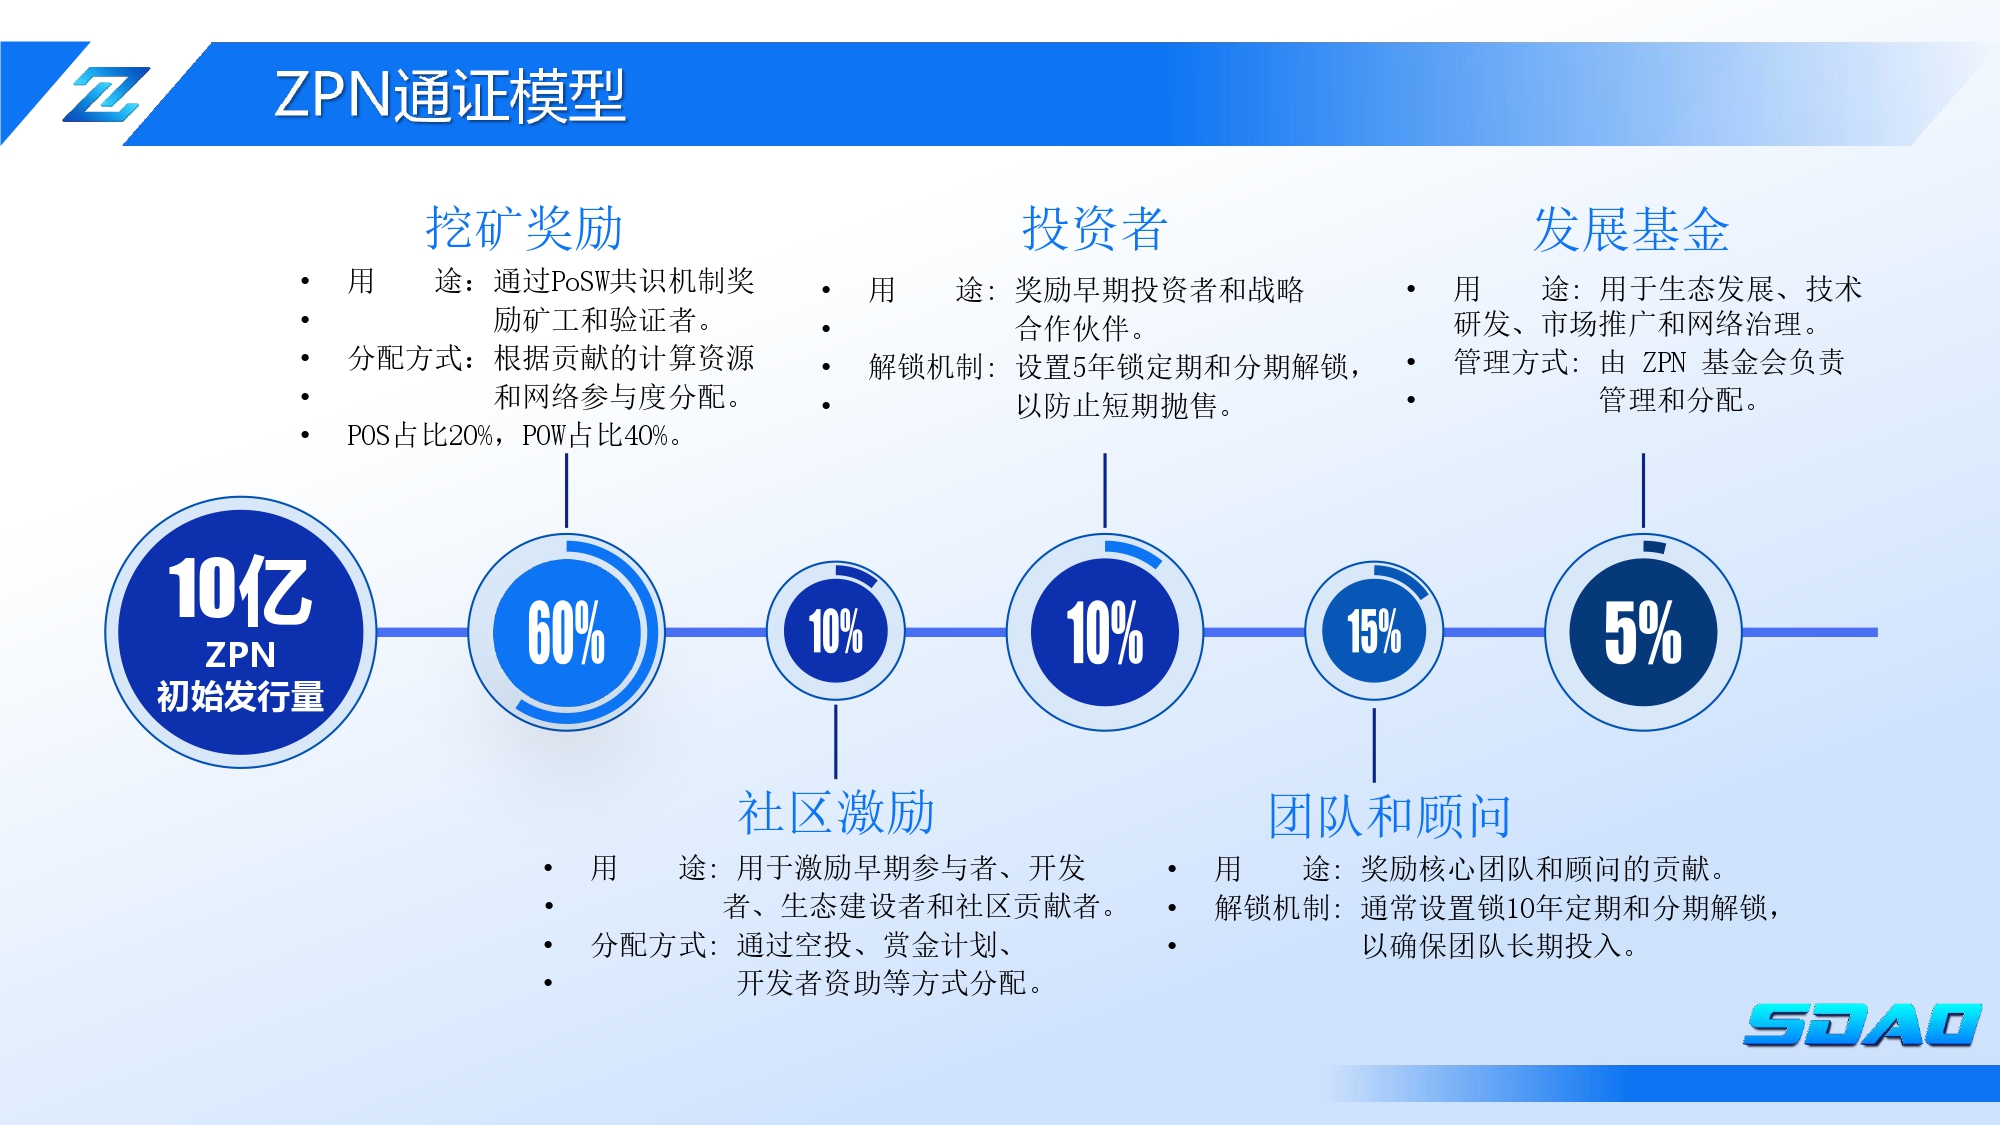 ZPN通证模型
挖矿奖励
• 用　　途：通过PoSW共识机制奖
• 励矿工和验证者。
• 分配方式：根据贡献的计算资源
• 和网络参与度分配。
• POS占比20%，POW占比40%。
投资者
• 用　　途：奖励早期投资者和战略
• 合作伙伴。
• 解锁机制：设置5年锁定期和分期解锁，
• 以防止短期抛售。
发展基金
• 用　　途：用于生态发展、技术
研发、市场推广和网络治理。
• 管理方式：由 ZPN 基金会负责
• 管理和分配。
10亿
ZPN
初始发行量
60%
10%
10%
15%
5%
社区激励
• 用　　途：用于激励早期参与者、开发
• 者、生态建设者和社区贡献者。
• 分配方式：通过空投、赏金计划、
• 开发者资助等方式分配。
团队和顾问
• 用　　途：奖励核心团队和顾问的贡献。
• 解锁机制：通常设置锁10年定期和分期解锁，
• 以确保团队长期投入。
SDAO